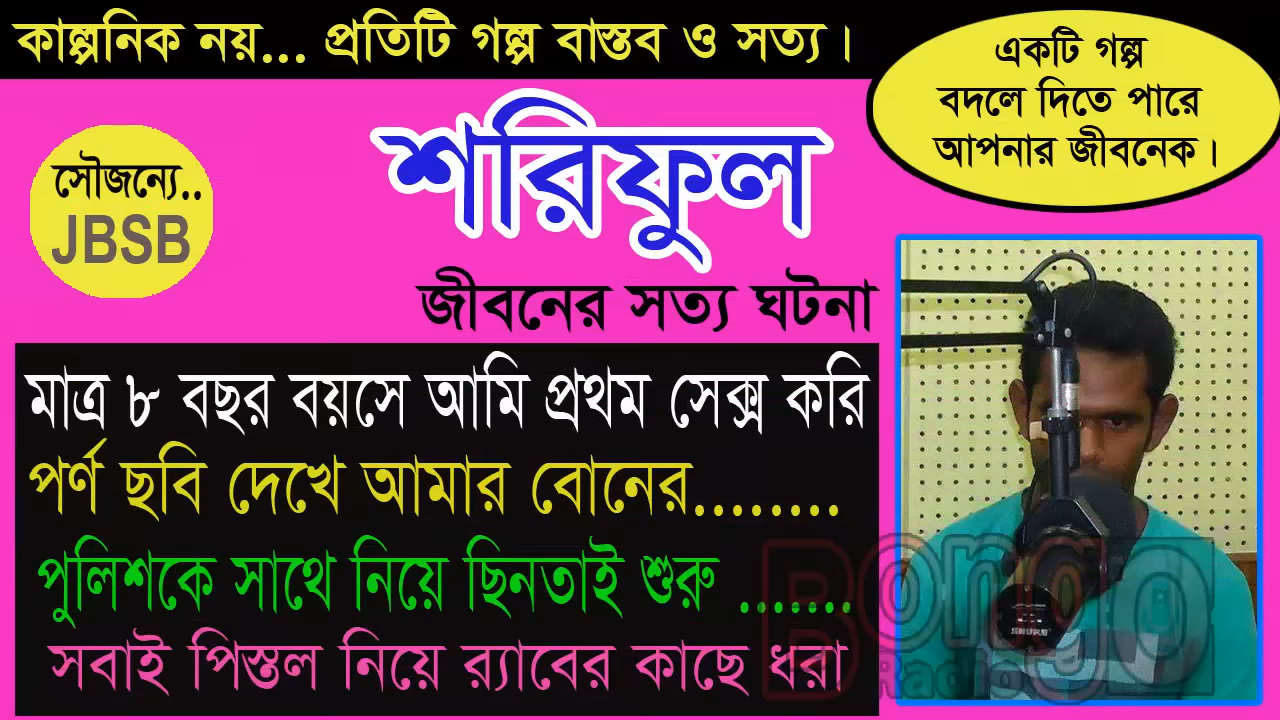 কাল্পনিক নয়... প্রতিটি গল্প বাস্তব ও সত্য।
একটি গল্প
বদলে দিতে পারে
আপনার জীবনেক।
সৌজন্যে..
JBSB
শরিফুল
জীবনের সত্য ঘটনা
মাত্র ৮ বছর বয়সে আমি প্রথম সেক্স করি
পর্ণ ছবি দেখে আমার বোনের........
পুলিশকে সাথে নিয়ে ছিনতাই শুরু .......
সবাই পিস্তল নিয়ে র‍্যাবের কাছে ধরা
Bongo
Radio